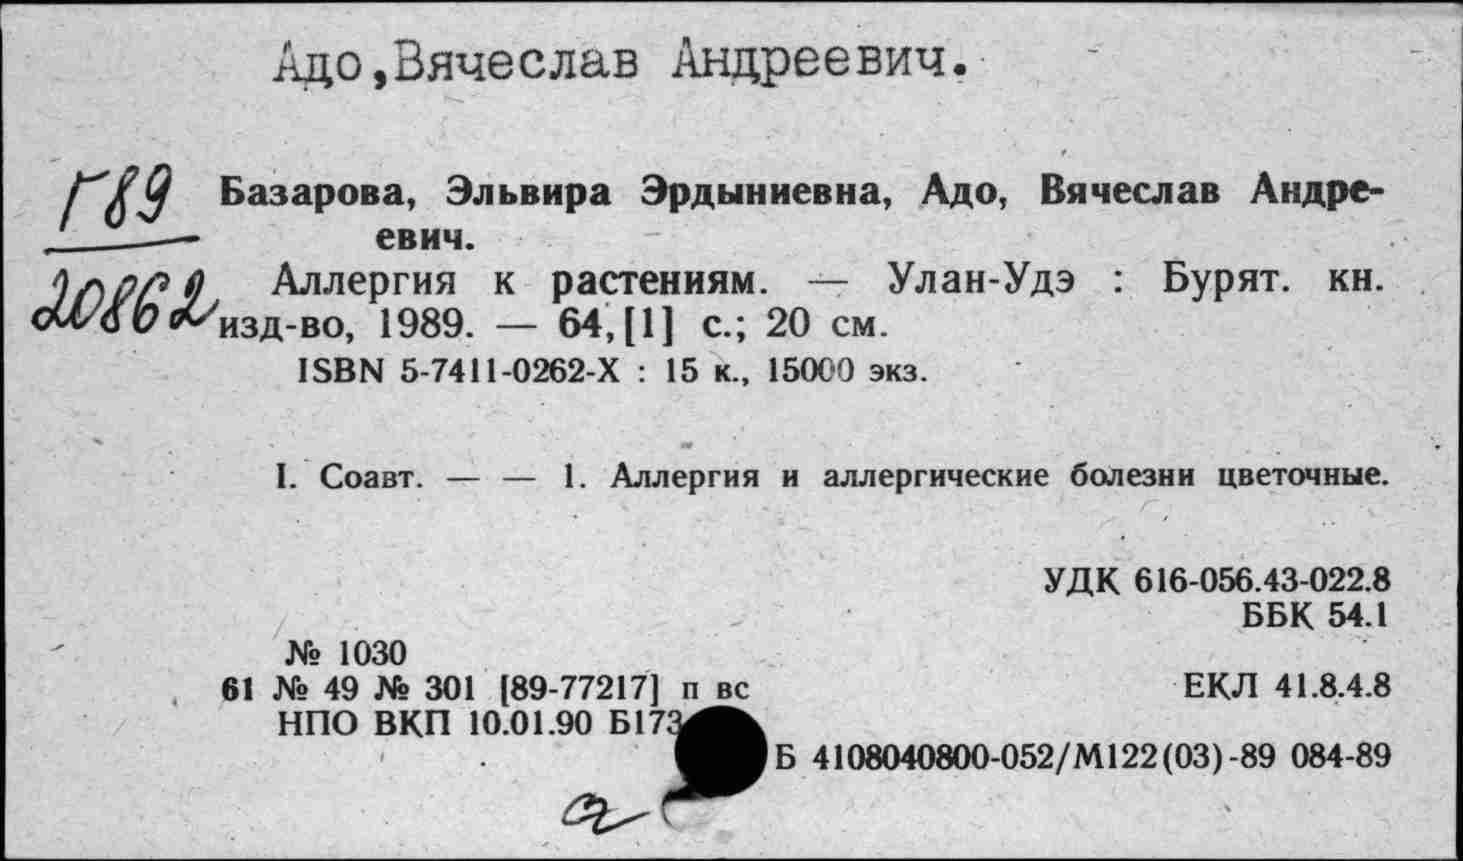 Адо,Вячеслав Андреевич.
Г89
20862
Базарова, Эльвира Эрдыниевна, Адо, Вячеслав Андре-
евич.
Аллергия к растениям. — Улан-Удэ : Бурят. кн.
изд-во, 1989. — 64,[1] с.; 20 см.
ISBN 5-7411-0262-X : 15 к., 15000 экз.
I. Соавт. — — 1. Аллергия и аллергические болезни цветочные.
УДК 616-056.43-022.8
ББК 54.1
№ 1030
61 № 49 № 301 [89-77217] п вс
ЕКЛ 41.8.4.8
НПО ВКП 10.01.90 Б173
Б 4108040800-052/М122(03)-89 084-89